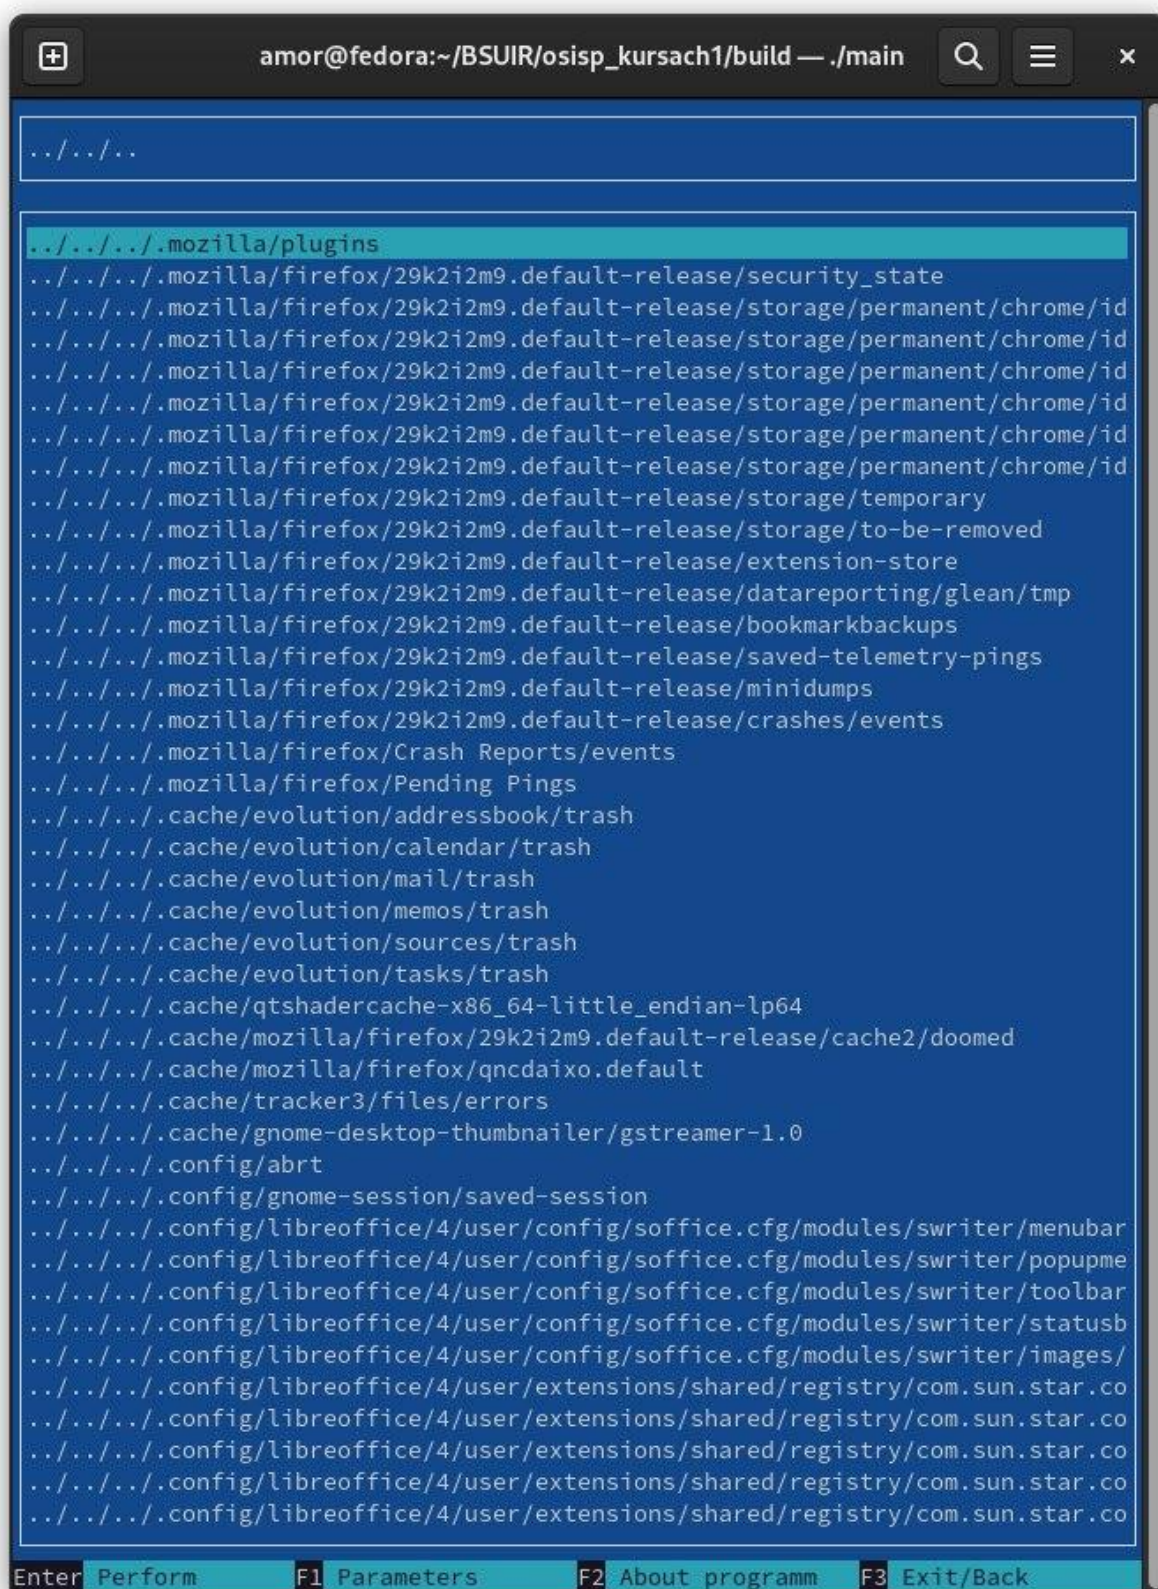 amor@fedora:~/BSUIR/osisp_kursach1/build — ./main
../../..
../../../.mozilla/plugins
../../../.mozilla/firefox/29k2i2m9.default-release/security_state
../../../.mozilla/firefox/29k2i2m9.default-release/storage/permanent/chrome/id
../../../.mozilla/firefox/29k2i2m9.default-release/storage/permanent/chrome/id
../../../.mozilla/firefox/29k2i2m9.default-release/storage/permanent/chrome/id
../../../.mozilla/firefox/29k2i2m9.default-release/storage/permanent/chrome/id
../../../.mozilla/firefox/29k2i2m9.default-release/storage/permanent/chrome/id
../../../.mozilla/firefox/29k2i2m9.default-release/storage/permanent/chrome/id
../../../.mozilla/firefox/29k2i2m9.default-release/storage/temporary
../../../.mozilla/firefox/29k2i2m9.default-release/storage/to-be-removed
../../../.mozilla/firefox/29k2i2m9.default-release/extension-store
../../../.mozilla/firefox/29k2i2m9.default-release/datareporting/glean/tmp
../../../.mozilla/firefox/29k2i2m9.default-release/bookmarkbackups
../../../.mozilla/firefox/29k2i2m9.default-release/saved-telemetry-pings
../../../.mozilla/firefox/29k2i2m9.default-release/minidumps
../../../.mozilla/firefox/29k2i2m9.default-release/crashes/events
../../../.mozilla/firefox/Crash Reports/events
../../../.mozilla/firefox/Pending Pings
../../../.cache/evolution/addressbook/trash
../../../.cache/evolution/calendar/trash
../../../.cache/evolution/mail/trash
../../../.cache/evolution/memos/trash
../../../.cache/evolution/sources/trash
../../../.cache/evolution/tasks/trash
../../../.cache/qtshadercache-x86_64-little_endian-lp64
../../../.cache/mozilla/firefox/29k2i2m9.default-release/cache2/doomed
../../../.cache/mozilla/firefox/qncdaixo.default
../../../.cache/tracker3/files/errors
../../../.cache/gnome-desktop-thumbnailer/gstreamer-1.0
../../../.config/abrt
../../../.config/gnome-session/saved-session
../../../.config/libreoffice/4/user/config/soffice.cfg/modules/swriter/menubar
../../../.config/libreoffice/4/user/config/soffice.cfg/modules/swriter/popupme
../../../.config/libreoffice/4/user/config/soffice.cfg/modules/swriter/toolbar
../../../.config/libreoffice/4/user/config/soffice.cfg/modules/swriter/statusb
../../../.config/libreoffice/4/user/config/soffice.cfg/modules/swriter/images/
../../../.config/libreoffice/4/user/extensions/shared/registry/com.sun.star.co
../../../.config/libreoffice/4/user/extensions/shared/registry/com.sun.star.co
../../../.config/libreoffice/4/user/extensions/shared/registry/com.sun.star.co
../../../.config/libreoffice/4/user/extensions/shared/registry/com.sun.star.co
../../../.config/libreoffice/4/user/extensions/shared/registry/com.sun.star.co
Enter Perform F1 Parameters F2 About programm F3 Exit/Back